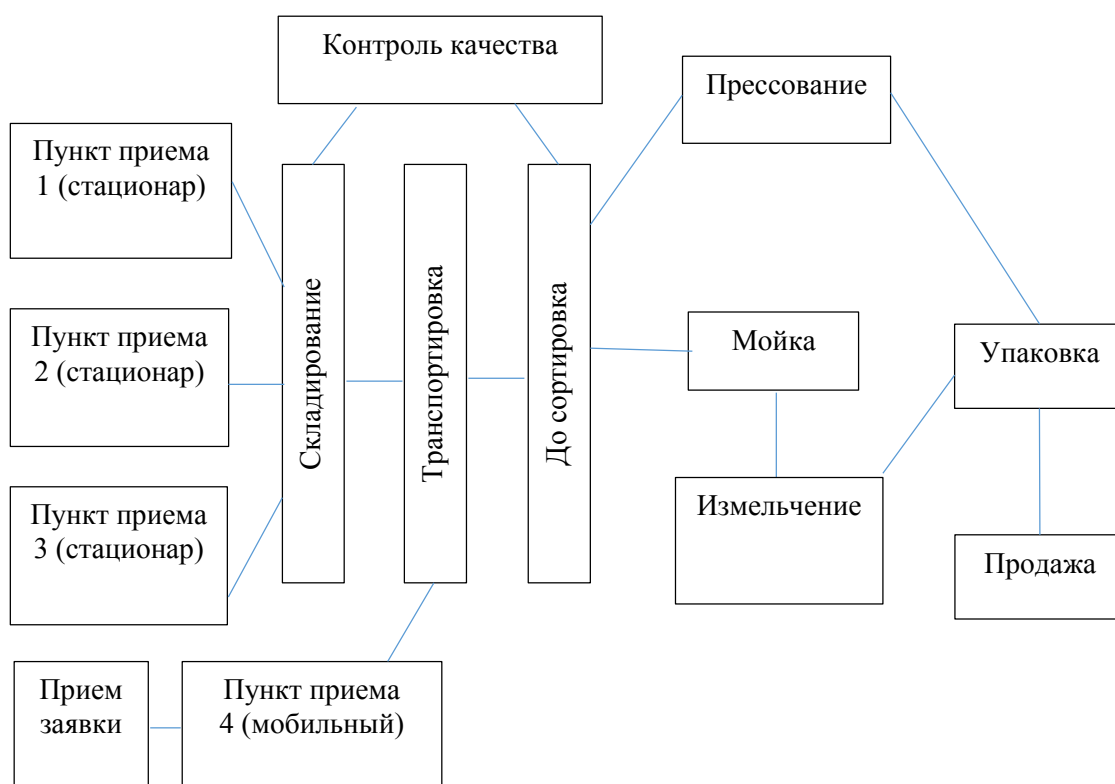 Контроль качества
Прессование
Пункт приема
1 (стационар)
Складирование
Транспортировка
До сортировка
Пункт приема
2 (стационар)
Мойка
Упаковка
Пункт приема
3 (стационар)
Измельчение
Продажа
Прием
заявки
Пункт приема
4 (мобильный)